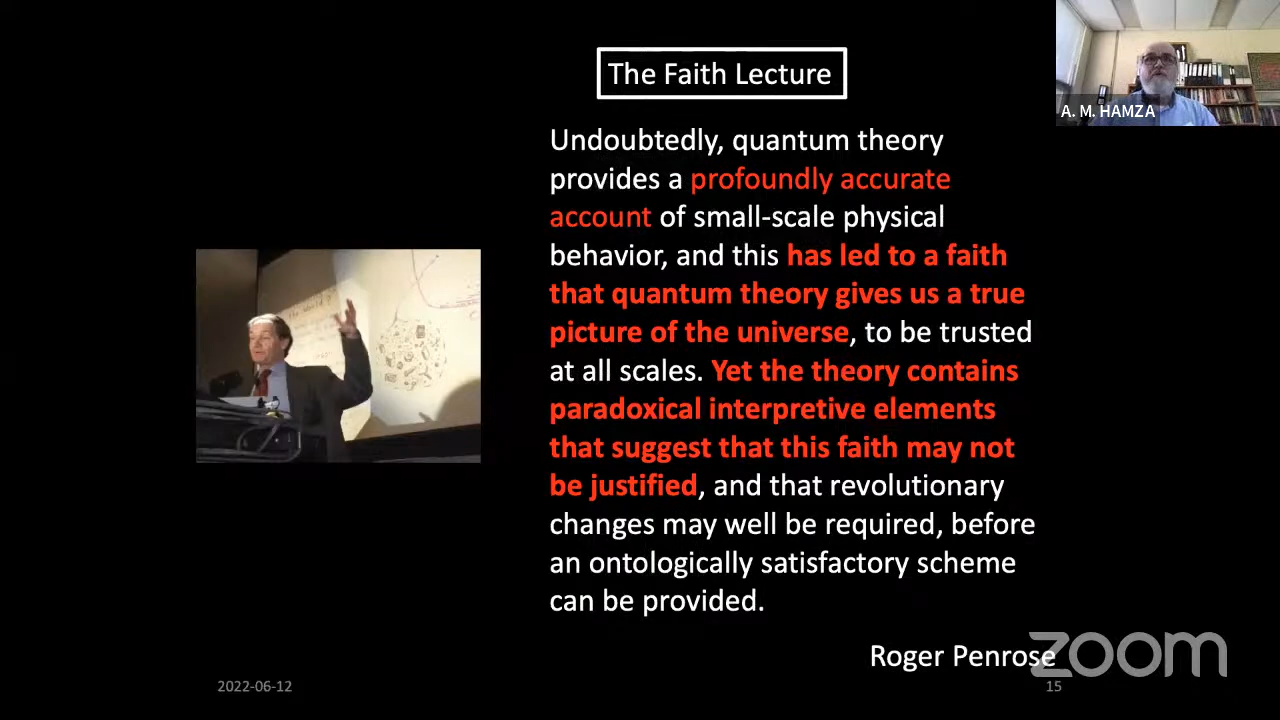 The Faith Lecture
A. M. HAMZA
Undoubtedly, quantum theory
provides a profoundly accurate
account of small-scale physical
behavior, and this has led to a faith
that quantum theory gives us a true
picture of the universe, to be trusted
at all scales. Yet the theory contains
paradoxical interpretive elements
that suggest that this faith may not
be justified, and that revolutionary
changes may well be required, before
an ontologically satisfactory scheme
can be provided.
Roger Penrose
zoom
2022-06-12
15